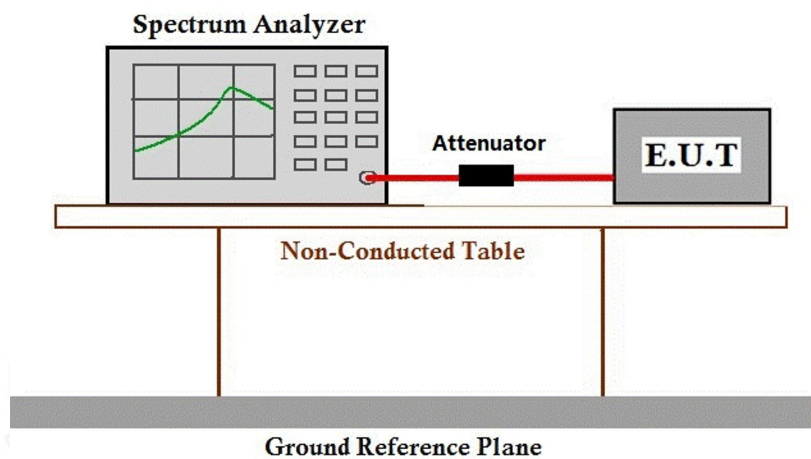 Spectrum Analyzer
Attenuator
E.U.T
Non-Conducted Table
Ground Reference Plane